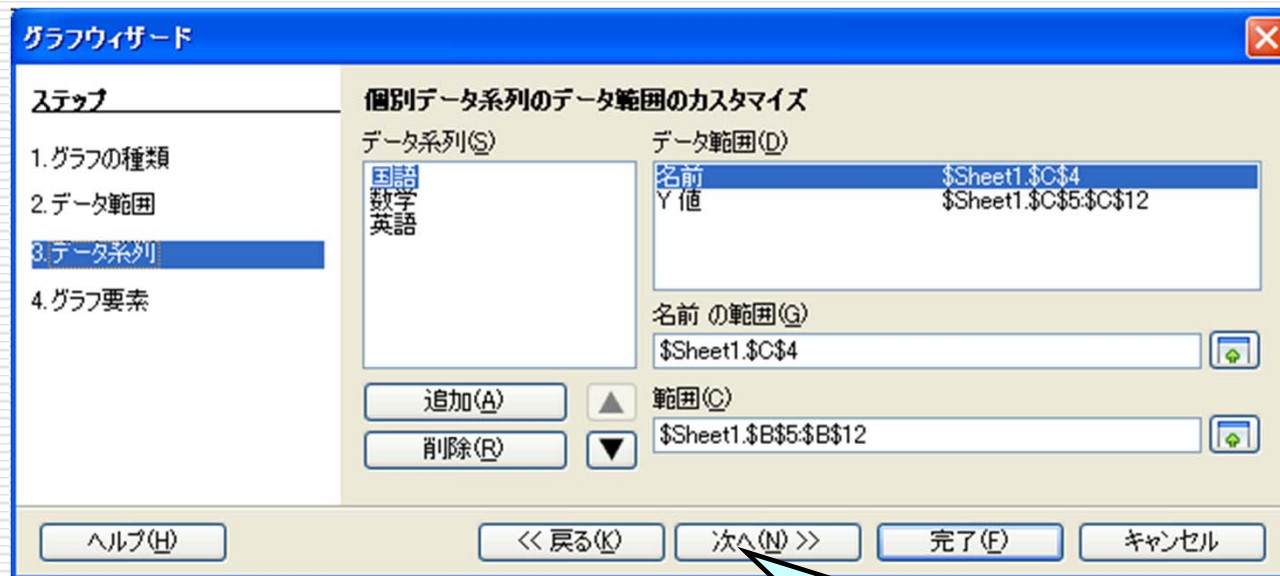 グラフウィザード
ステップ
1.グラフの種類
2.データ範囲
3.データ系列
4.グラフ要素
個別データ系列のデータ範囲のカスタマイズ
データ系列(S)
国語
数学
英語
追加(A)
削除(R)
データ範囲(D)
名前 $Sheet1.$C$4
Y 値 $Sheet1.$C$5:$C$12
名前 の範囲(G)
$Sheet1.$C$4
範囲(C)
$Sheet1.$B$5:$B$12
ヘルプ(H) << 戻る(K) 次へ(N) >> 完了(F) キャンセル